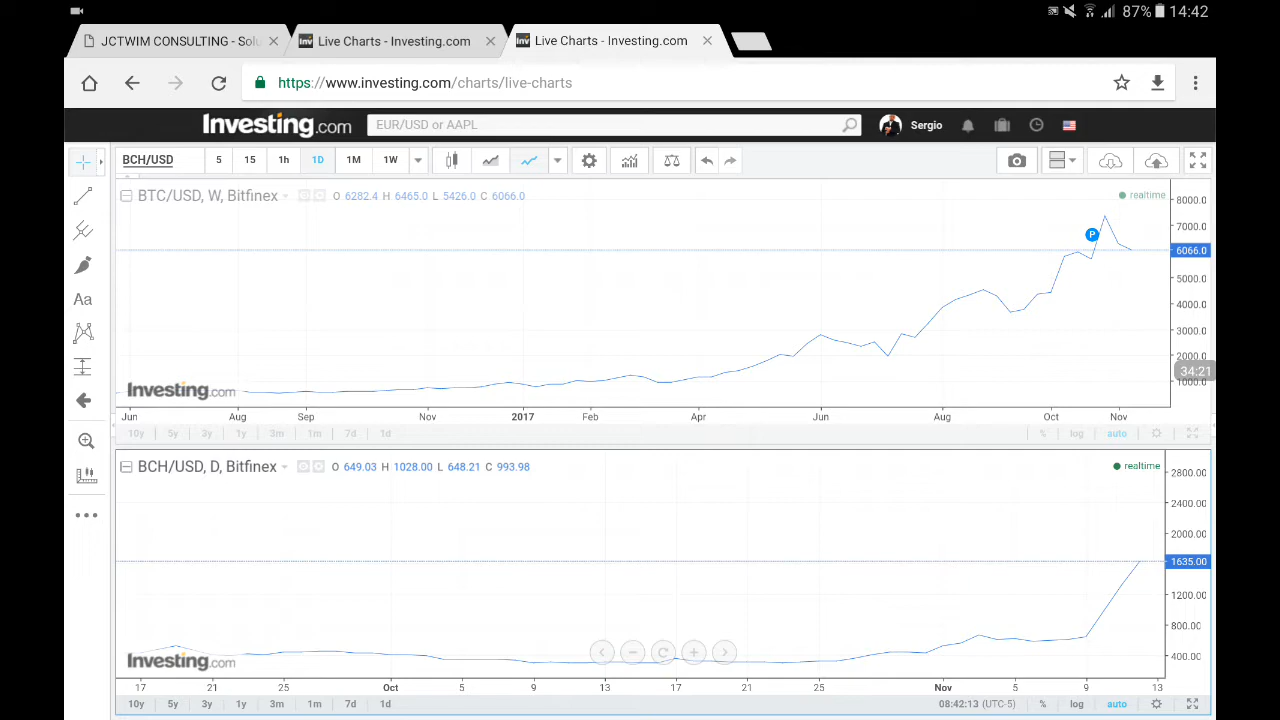 87% 14:42
JCTWIM CONSULTING - Solu Live Charts - Investing.com Live Charts - Investing.com
https://www.investing.com/charts/live-charts
Investing.com EUR/USD or AAPL Sergio
BCH/USD 5 15 1h 1D 1M 1W
BTC/USD, W, Bitfinex O 6282.4 H 6465.0 L 5426.0 C 6066.0 realtime
8000.0
7000.0
P
6066.0
5000.0
4000.0
3000.0
2000.0
34:21
1000.0
Aa
Investing.com
Jun Aug Sep Nov 2017 Feb Apr Jun Aug Oct Nov
10y 5y 3y 1y 3m 1m 7d 1d % log auto
BCH/USD, D, Bitfinex O 649.03 H 1028.00 L 648.21 C 993.98 realtime
2800.00
2400.00
2000.00
1635.00
1200.00
800.00
400.00
Investing.com
17 21 25 Oct 5 9 13 17 21 25 Nov 5 9 13
10y 5y 3y 1y 3m 1m 7d 1d 08:42:13 (UTC-5) % log auto